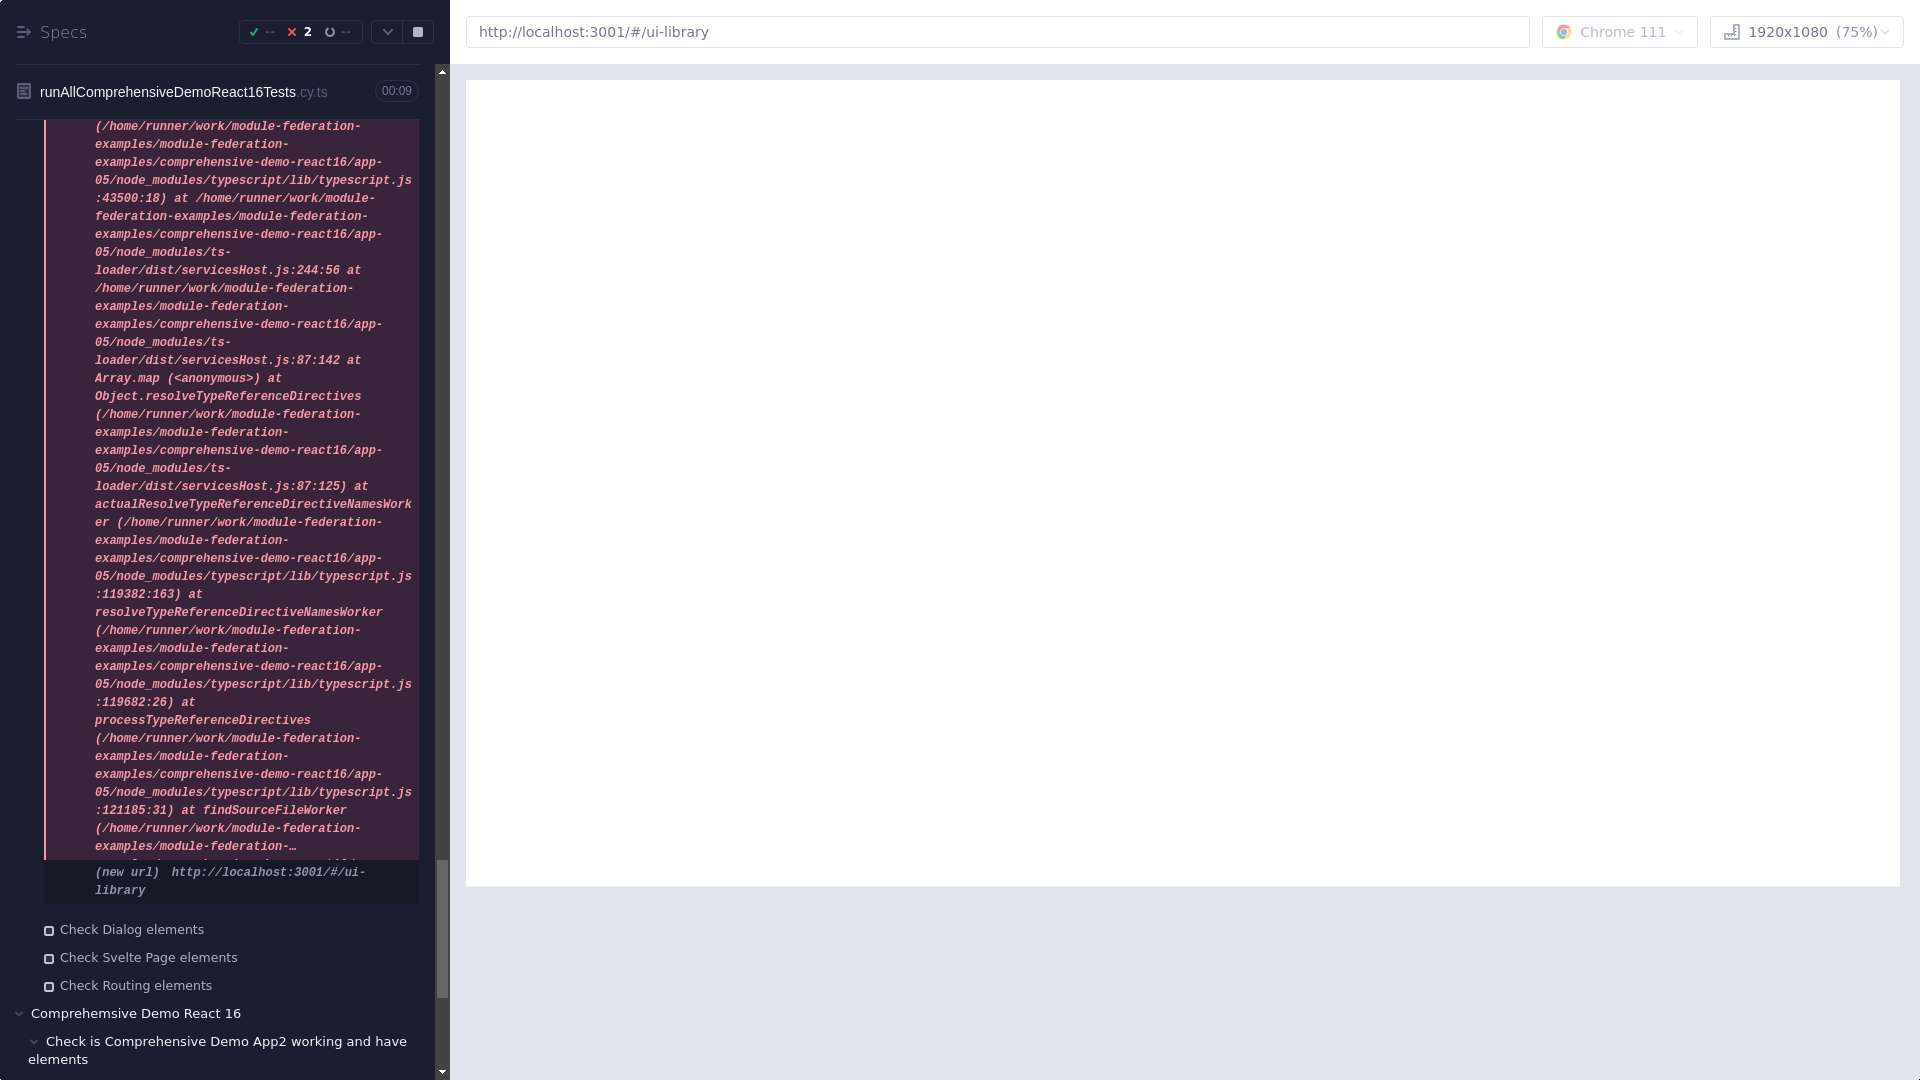 Specs
--
2
--
http://localhost:3001/#/ui-library
Chrome 111
1920x1080 (75%)
runAllComprehensiveDemoReact16Tests.cy.ts
00:09
(/home/runner/work/module-federation-
examples/module-federation-
examples/comprehensive-demo-react16/app-
05/node_modules/typescript/lib/typescript.js
:43500:18) at /home/runner/work/module-
federation-examples/module-federation-
examples/comprehensive-demo-react16/app-
05/node_modules/ts-
loader/dist/servicesHost.js:244:56 at
/home/runner/work/module-federation-
examples/module-federation-
examples/comprehensive-demo-react16/app-
05/node_modules/ts-
loader/dist/servicesHost.js:87:142 at
Array.map (<anonymous>) at
Object.resolveTypeReferenceDirectives
(/home/runner/work/module-federation-
examples/module-federation-
examples/comprehensive-demo-react16/app-
05/node_modules/ts-
loader/dist/servicesHost.js:87:125) at
actualResolveTypeReferenceDirectiveNamesWork
er (/home/runner/work/module-federation-
examples/module-federation-
examples/comprehensive-demo-react16/app-
05/node_modules/typescript/lib/typescript.js
:119382:163) at
resolveTypeReferenceDirectiveNamesWorker
(/home/runner/work/module-federation-
examples/module-federation-
examples/comprehensive-demo-react16/app-
05/node_modules/typescript/lib/typescript.js
:119682:26) at
processTypeReferenceDirectives
(/home/runner/work/module-federation-
examples/module-federation-
examples/comprehensive-demo-react16/app-
05/node_modules/typescript/lib/typescript.js
:121185:31) at findSourceFileWorker
(/home/runner/work/module-federation-
examples/module-federation-…
(new url) http://localhost:3001/#/ui-
library
Check Dialog elements
Check Svelte Page elements
Check Routing elements
Comprehemsive Demo React 16
Check is Comprehensive Demo App2 working and have
elements